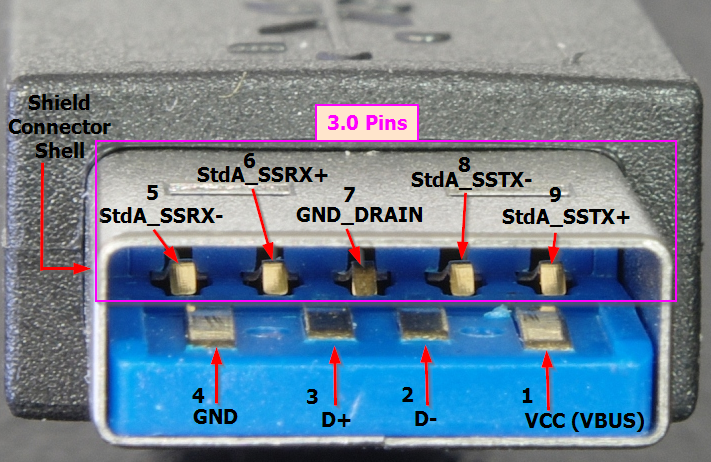 3.0 Pins
Shield
Connector
Shell
5
StdA_SSRX-
6
StdA_SSRX+
7
GND_DRAIN
8
StdA_SSTX-
9
StdA_SSTX+
4
GND
3
D+
2
D-
1
VCC (VBUS)